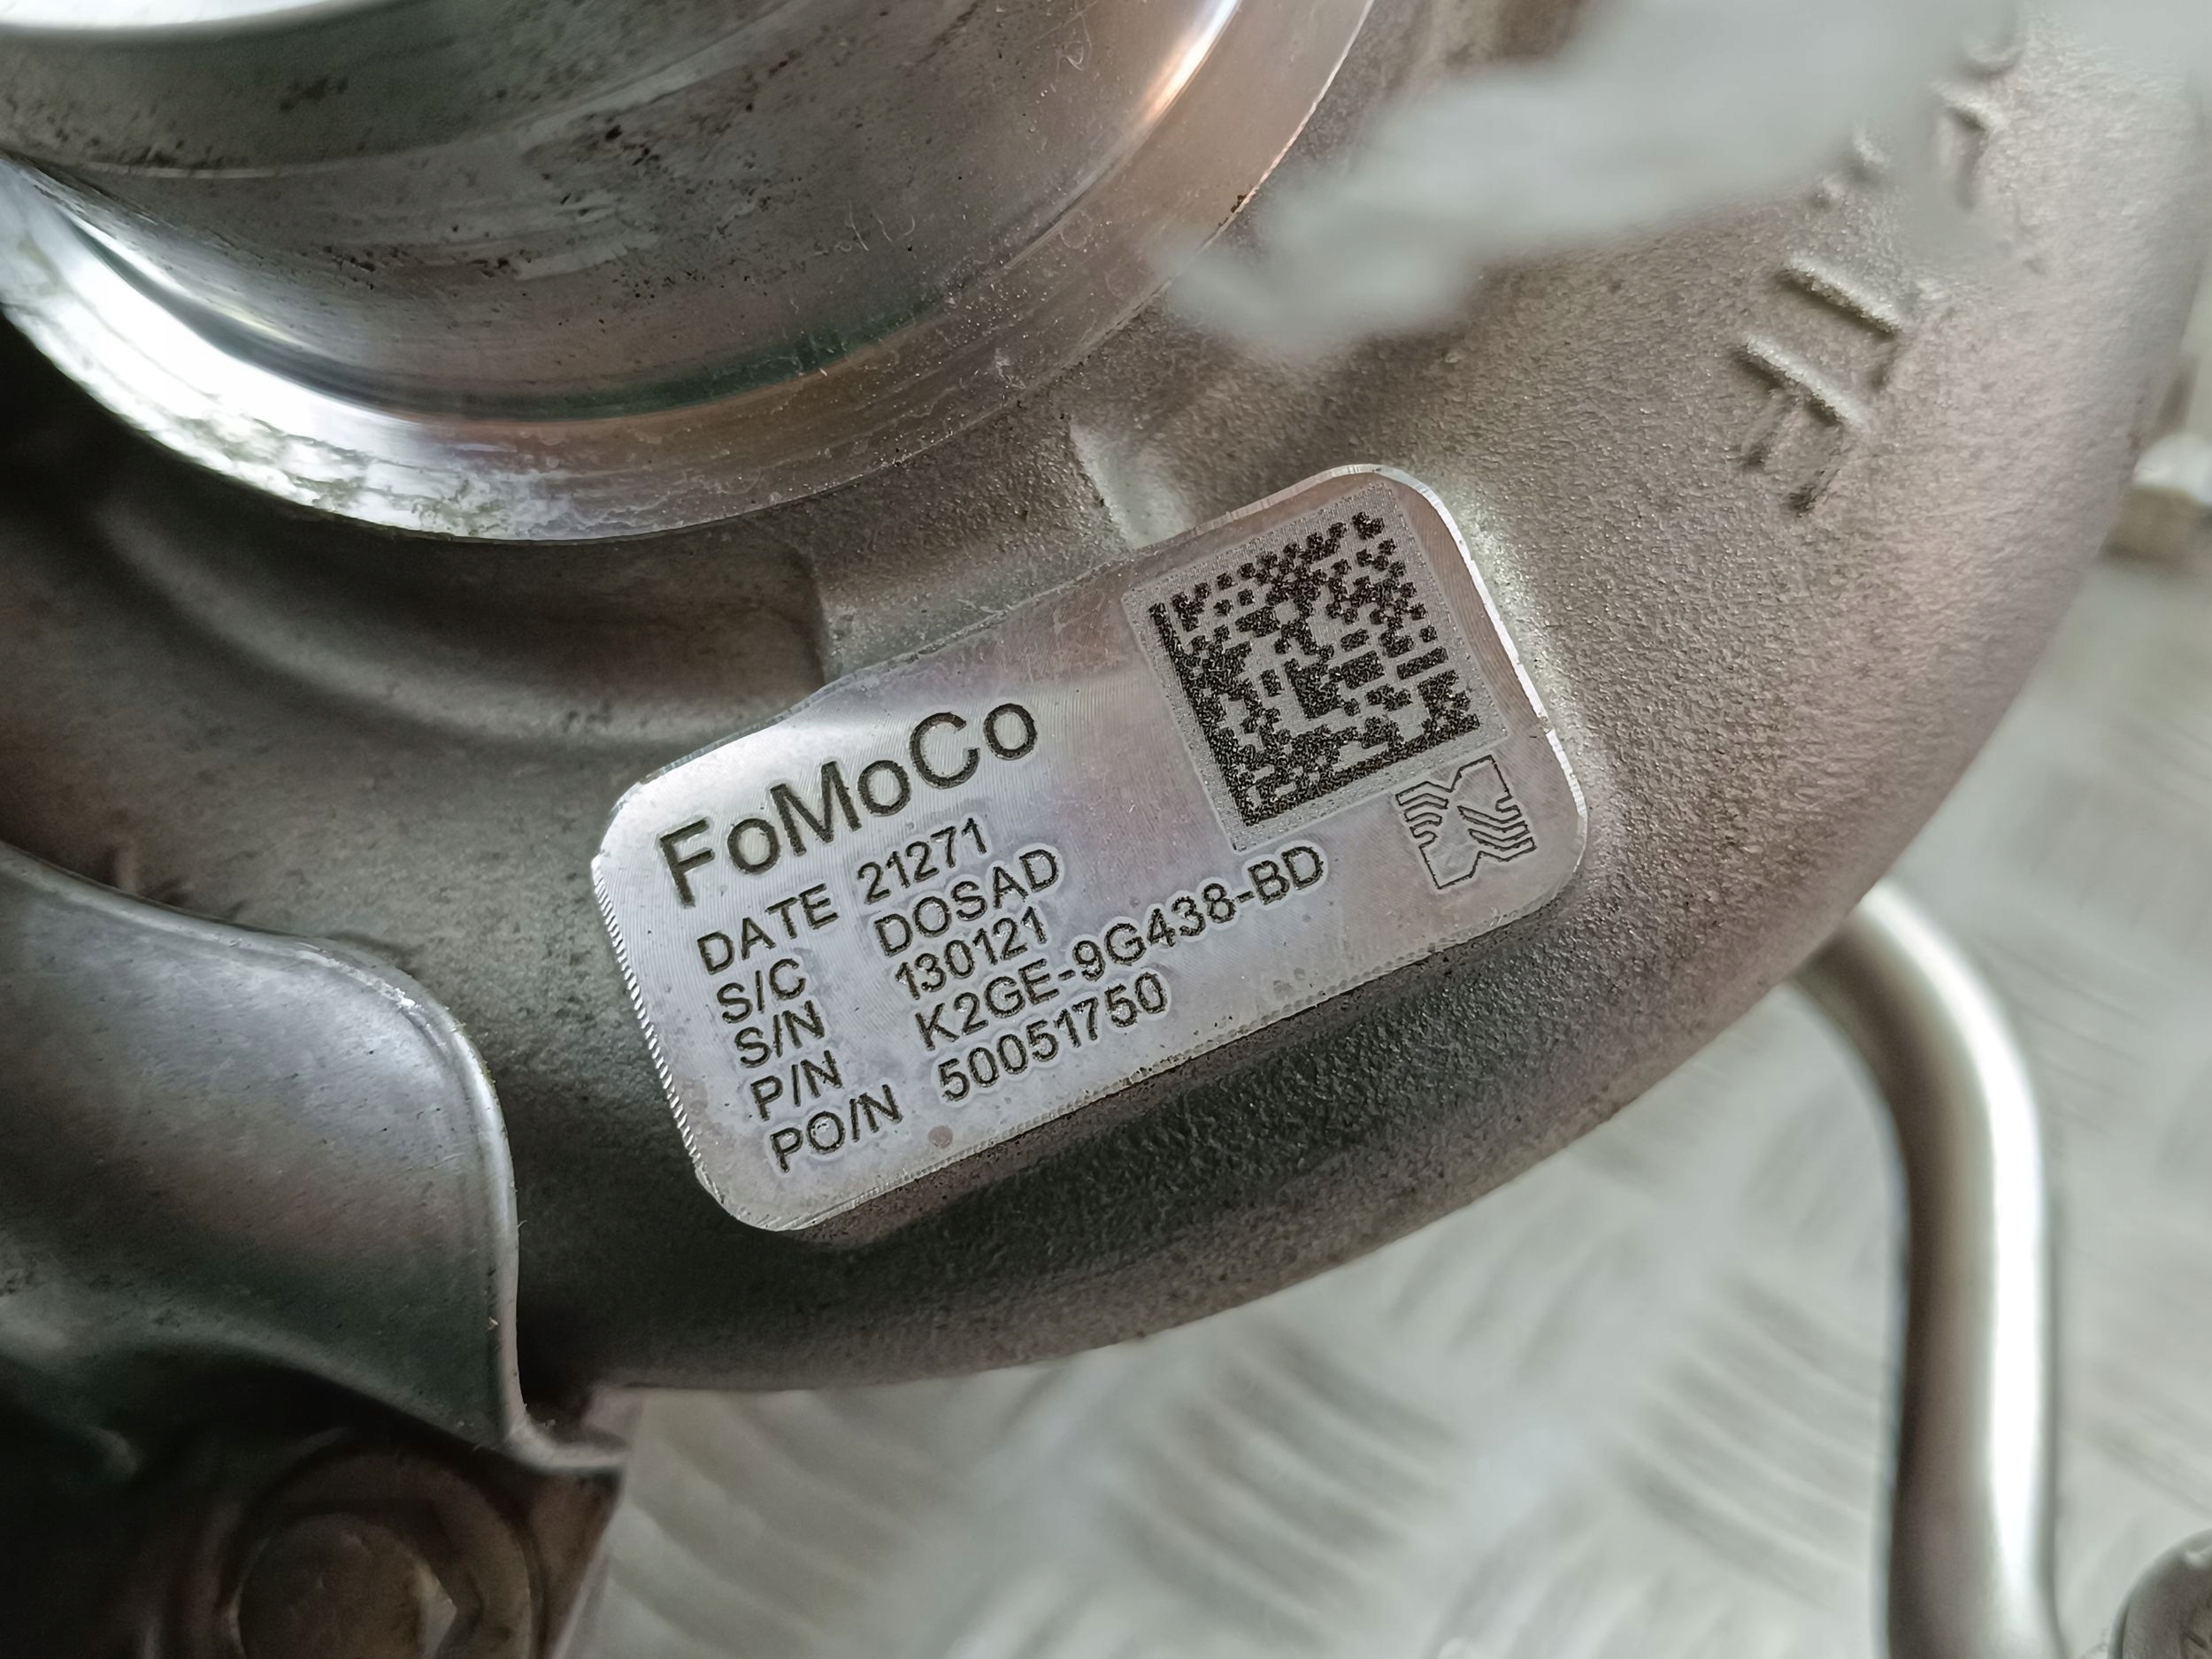 FoMoCo
DATE 21271
S/C DOSAD
S/N 130121
P/N K2GE-9G438-BD
PO/N 50051750